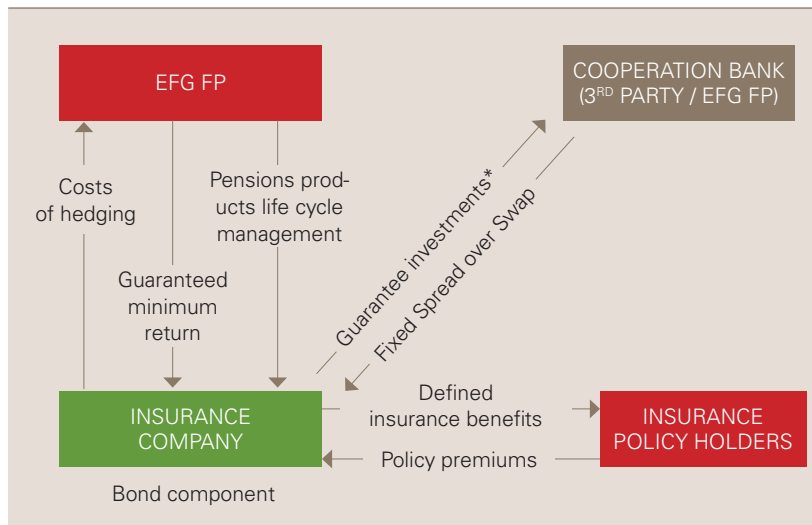 EFG FP
COOPERATION BANK
(3RD PARTY / EFG FP)
Costs
of hedging
Pensions prod-
ucts life cycle
management
Guaranteed
minimum
return
Guarantee investments*
Fixed Spread over Swap
INSURANCE
COMPANY
Defined
insurance benefits
Policy premiums
INSURANCE
POLICY HOLDERS
Bond component